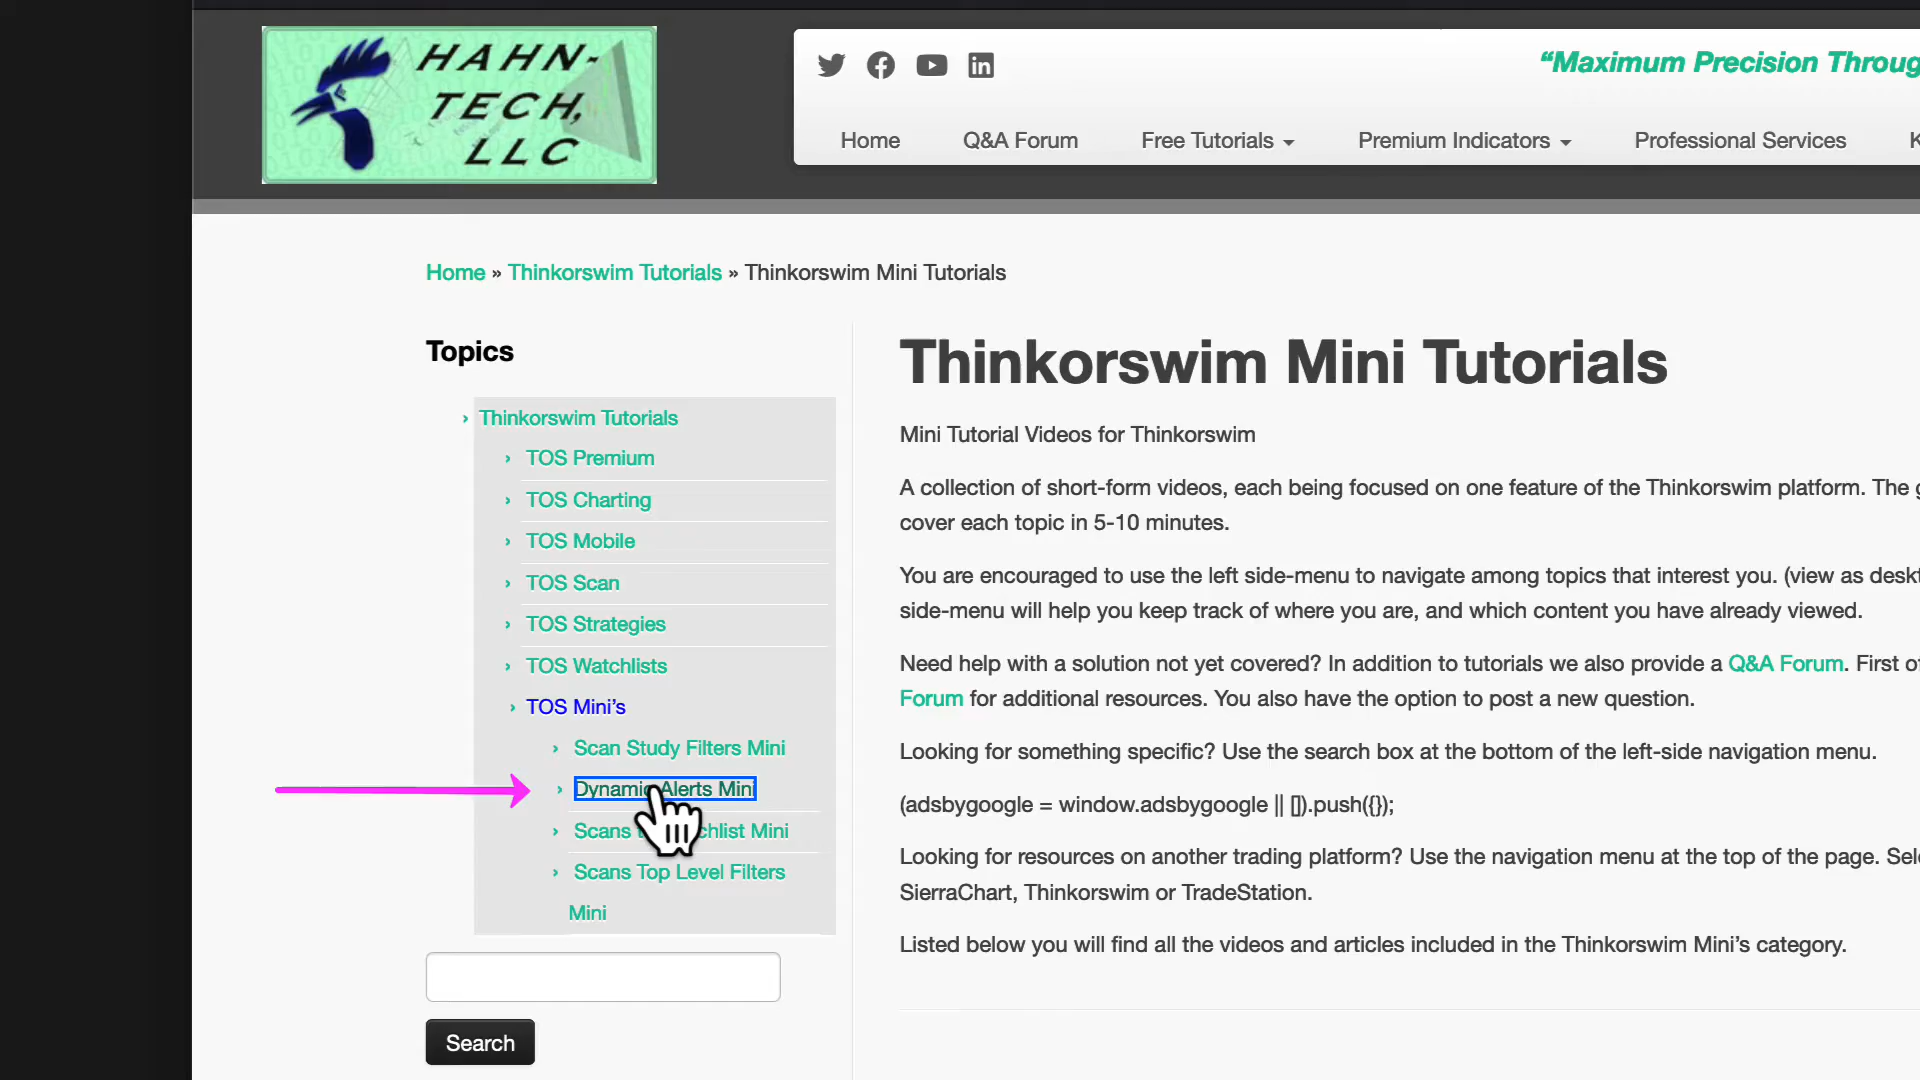 HAHN-
TECH,
LLC
“Maximum Precision Throug
Home Q&A Forum Free Tutorials Premium Indicators Professional Services K
Home » Thinkorswim Tutorials » Thinkorswim Mini Tutorials
Topics
Thinkorswim Tutorials
TOS Premium
TOS Charting
TOS Mobile
TOS Scan
TOS Strategies
TOS Watchlists
TOS Mini’s
Scan Study Filters Mini
Dynamic Alerts Mini
Scans chlist Mini
Scans Top Level Filters
Mini
Search
Thinkorswim Mini Tutorials
Mini Tutorial Videos for Thinkorswim
A collection of short-form videos, each being focused on one feature of the Thinkorswim platform. The g
cover each topic in 5-10 minutes.
You are encouraged to use the left side-menu to navigate among topics that interest you. (view as deskt
side-menu will help you keep track of where you are, and which content you have already viewed.
Need help with a solution not yet covered? In addition to tutorials we also provide a Q&A Forum. First of
Forum for additional resources. You also have the option to post a new question.
Looking for something specific? Use the search box at the bottom of the left-side navigation menu.
(adsbygoogle = window.adsbygoogle || []).push({});
Looking for resources on another trading platform? Use the navigation menu at the top of the page. Sele
SierraChart, Thinkorswim or TradeStation.
Listed below you will find all the videos and articles included in the Thinkorswim Mini’s category.